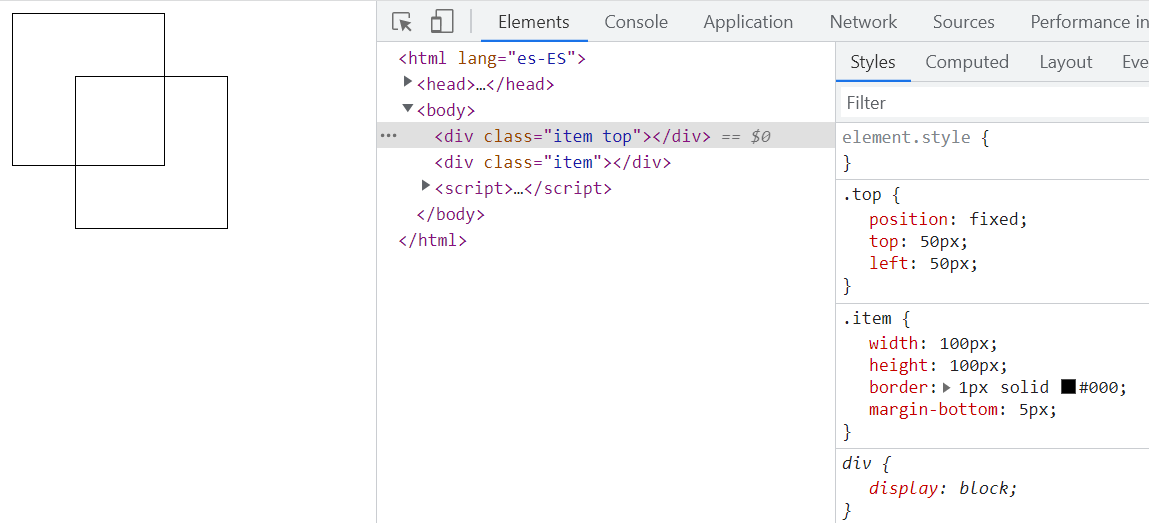 Elements Console Application Network Sources Performance in
<html lang="es-ES">
<head>…</head>
<body>
<div class="item top"></div> == $0
<div class="item"></div>
<script>…</script>
</body>
</html>
Styles Computed Layout Eve
Filter
element.style {
}
.top {
position: fixed;
top: 50px;
left: 50px;
}
.item {
width: 100px;
height: 100px;
border: 1px solid #000;
margin-bottom: 5px;
}
div {
display: block;
}